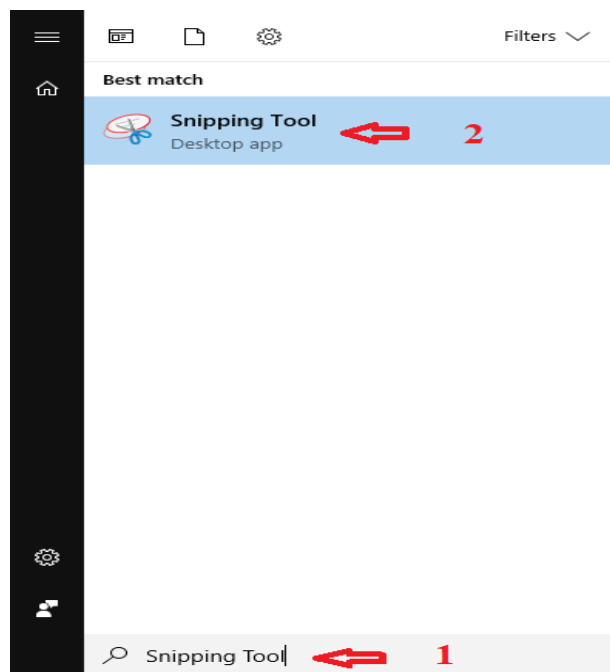 Filters
Best match
Snipping Tool
Desktop app
2
Snipping Tool
1